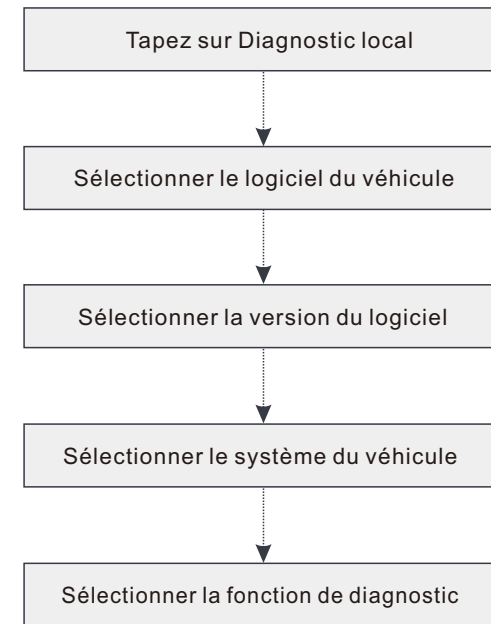 Tapez sur Diagnostic local
Sélectionner le logiciel du véhicule
Sélectionner la version du logiciel
Sélectionner le système du véhicule
Sélectionner la fonction de diagnostic